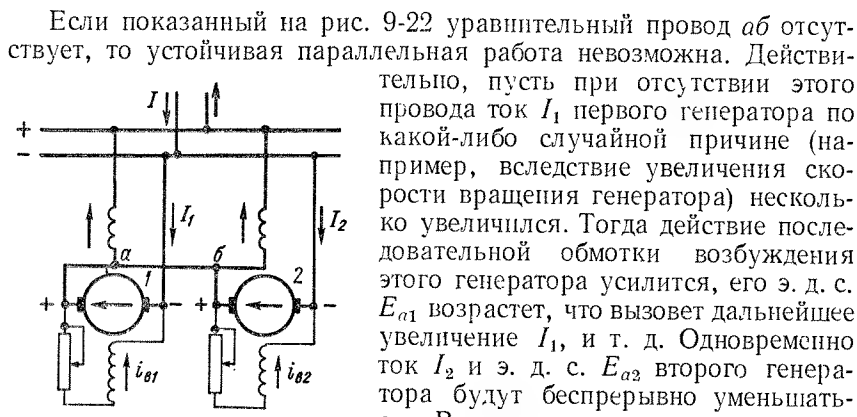 Если показанный на рис. 9-22 уравнительный провод аб отсут-
ствует, то устойчивая параллельная работа невозможна. Действи-
тельно, пусть при отсутствии этого
провода ток I₁ первого генератора по
какой-либо случайной причине (на-
пример, вследствие увеличения ско-
рости вращения генератора) несколь-
ко увеличился. Тогда действие после-
довательной обмотки возбуждения
этого генератора усилится, его э. д. с.
Eₐ₁ возрастет, что вызовет дальнейшее
увеличение I₁, и т. д. Одновременно
ток I₂ и э. д. с. Eₐ₂ второго генера-
тора будут беспрерывно уменьшать-
I
+
−
I₁
I₂
а
б
1
2
+
−
+
−
iв1
iв2